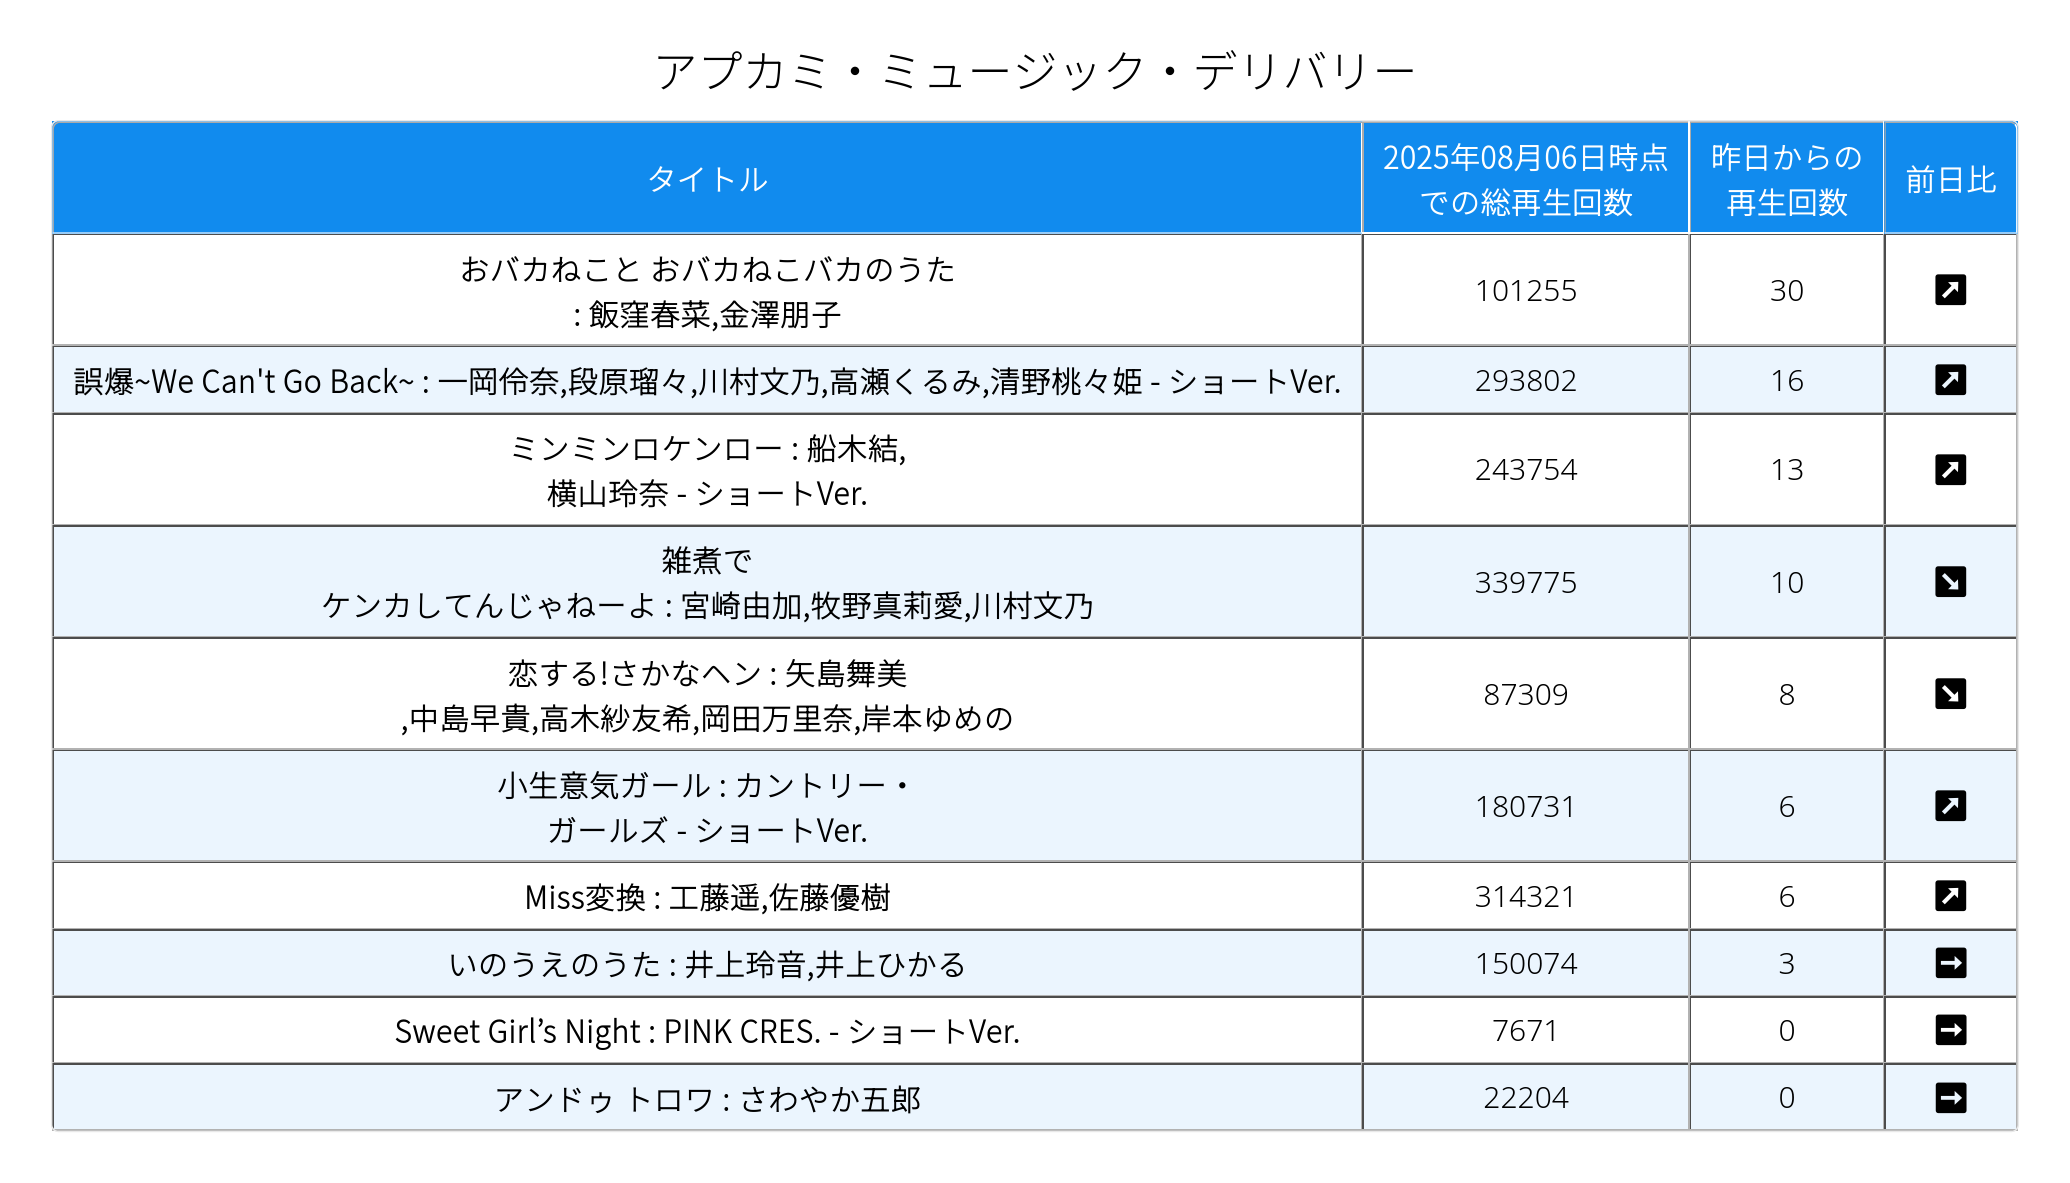 アプカミ・ミュージック・デリバリー
タイトル
2025年08月06日時点
での総再生回数
昨日からの
再生回数
前日比
おバカねこと おバカねこバカのうた
: 飯窪春菜,金澤朋子
101255
30
誤爆~We Can't Go Back~ : 一岡伶奈,段原瑠々,川村文乃,高瀬くるみ,清野桃々姫 - ショートVer.
293802
16
ミンミンロケンロー : 船木結,
横山玲奈 - ショートVer.
243754
13
雑煮で
ケンカしてんじゃねーよ : 宮崎由加,牧野真莉愛,川村文乃
339775
10
恋する!さかなヘン : 矢島舞美
,中島早貴,高木紗友希,岡田万里奈,岸本ゆめの
87309
8
小生意気ガール : カントリー・
ガールズ - ショートVer.
180731
6
Miss変換 : 工藤遥,佐藤優樹
314321
6
いのうえのうた : 井上玲音,井上ひかる
150074
3
Sweet Girl’s Night : PINK CRES. - ショートVer.
7671
0
アンドゥ トロワ : さわやか五郎
22204
0